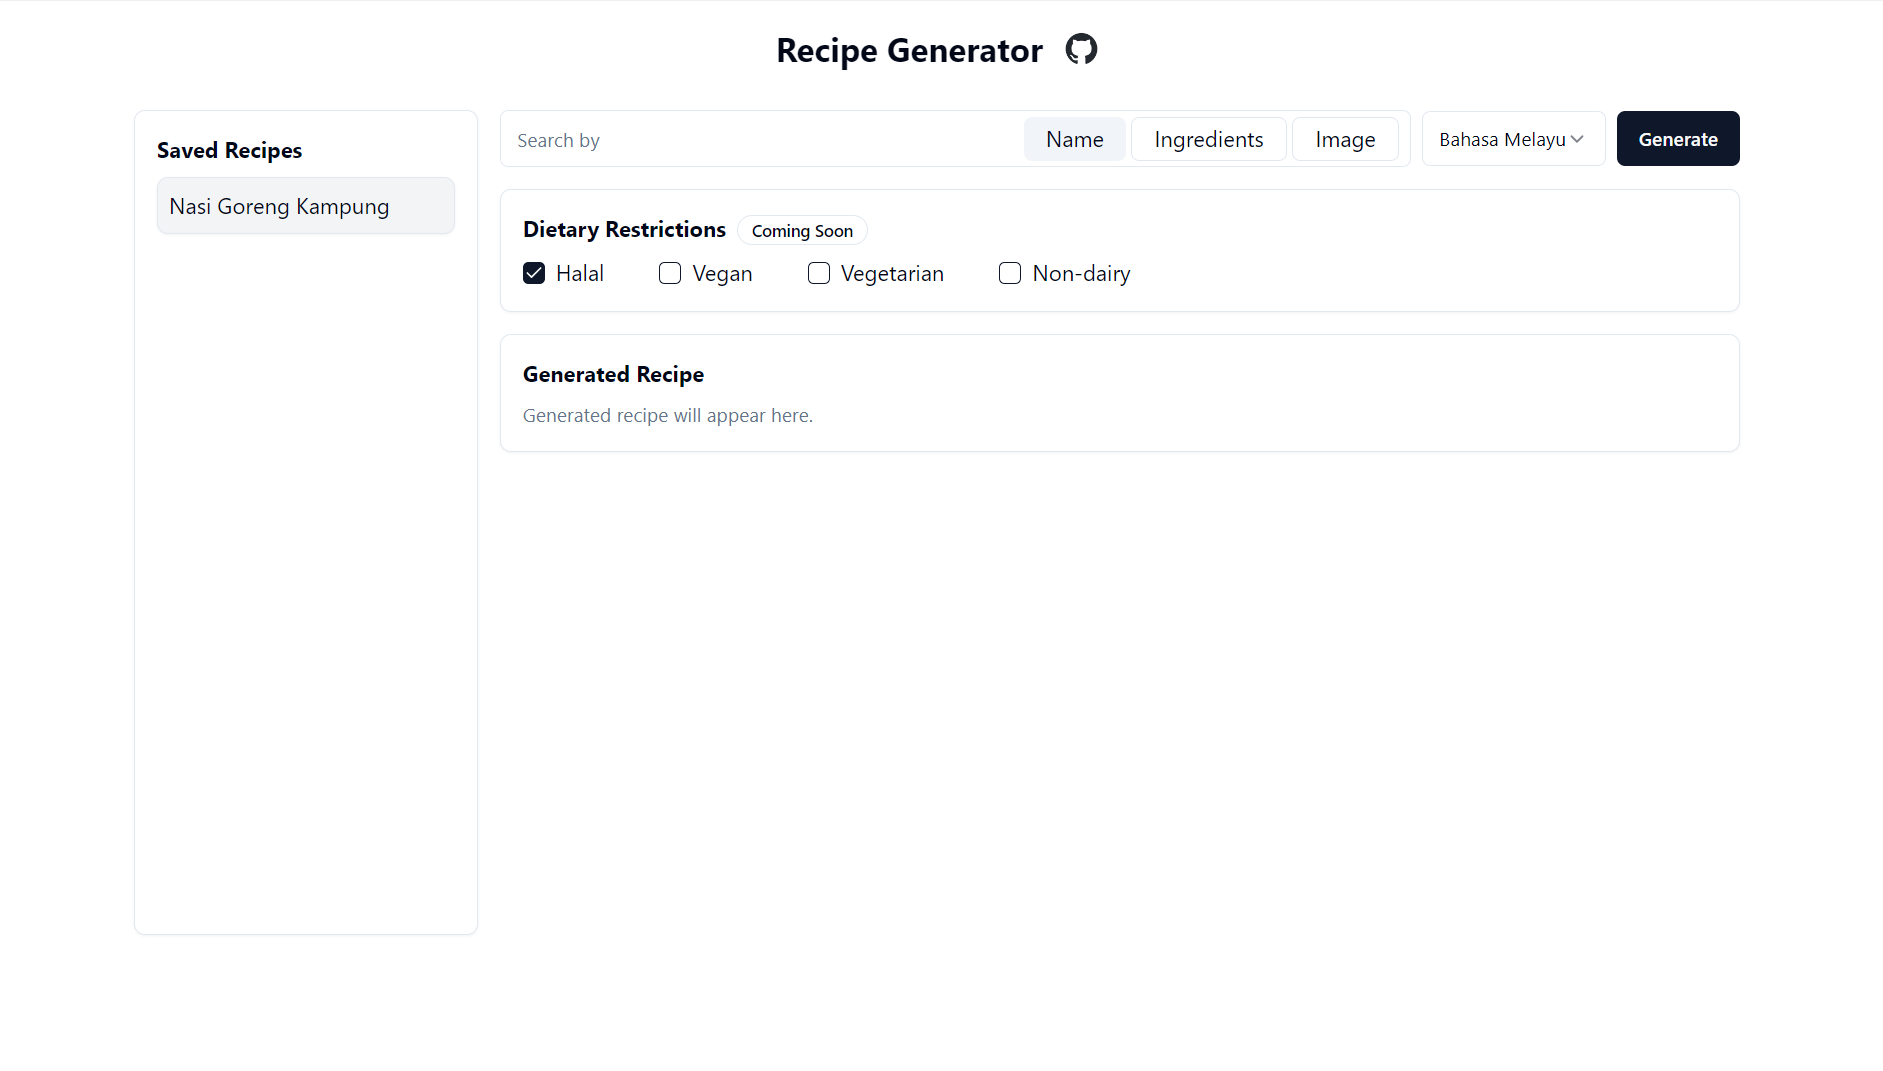 Recipe Generator
Saved Recipes
Nasi Goreng Kampung
Search by
Name
Ingredients
Image
Bahasa Melayu
Generate
Dietary Restrictions
Coming Soon
Halal
Vegan
Vegetarian
Non-dairy
Generated Recipe
Generated recipe will appear here.